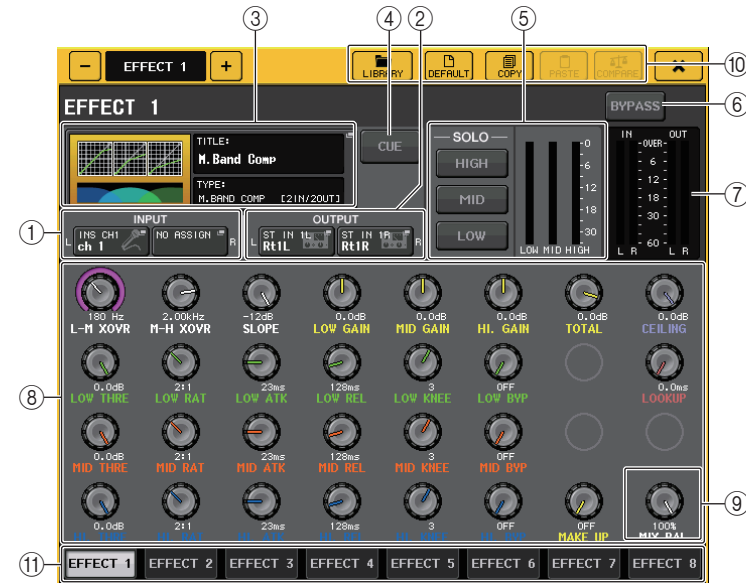 ③ ④ ② ⑤
− EFFECT 1 + LIBRARY DEFAULT COPY PASTE COMPARE × ⑩
EFFECT 1 BYPASS ⑥
TITLE:
M.Band Comp
TYPE:
M.BAND COMP [2IN/2OUT]
CUE
SOLO
HIGH
MID
LOW
-0
-6
-12
-18
-30
LOW MID HIGH
IN -OVER- OUT
6
12
18
30
60
L R L R
⑦
① INPUT
L INS CH1 NO ASSIGN R
ch 1
OUTPUT
L ST IN 1L ST IN 1R R
Rt1L Rt1R
180 Hz 2.00kHz -12dB 0.0dB 0.0dB 0.0dB 0.0dB 0.0dB
L-M XOVR M-H XOVR SLOPE LOW GAIN MID GAIN HI. GAIN TOTAL CEILING
⑧
0.0dB 2:1 23ms 128ms 3 OFF 0.0ms
LOW THRE LOW RAT LOW ATK LOW REL LOW KNEE LOW BYP LOOKUP
0.0dB 2:1 23ms 128ms 3 OFF
MID THRE MID RAT MID ATK MID REL MID KNEE MID BYP
⑨
0.0dB 2:1 23ms 128ms 3 OFF OFF 100%
MAKE UP MIX BAL
⑪ EFFECT 1 EFFECT 2 EFFECT 3 EFFECT 4 EFFECT 5 EFFECT 6 EFFECT 7 EFFECT 8